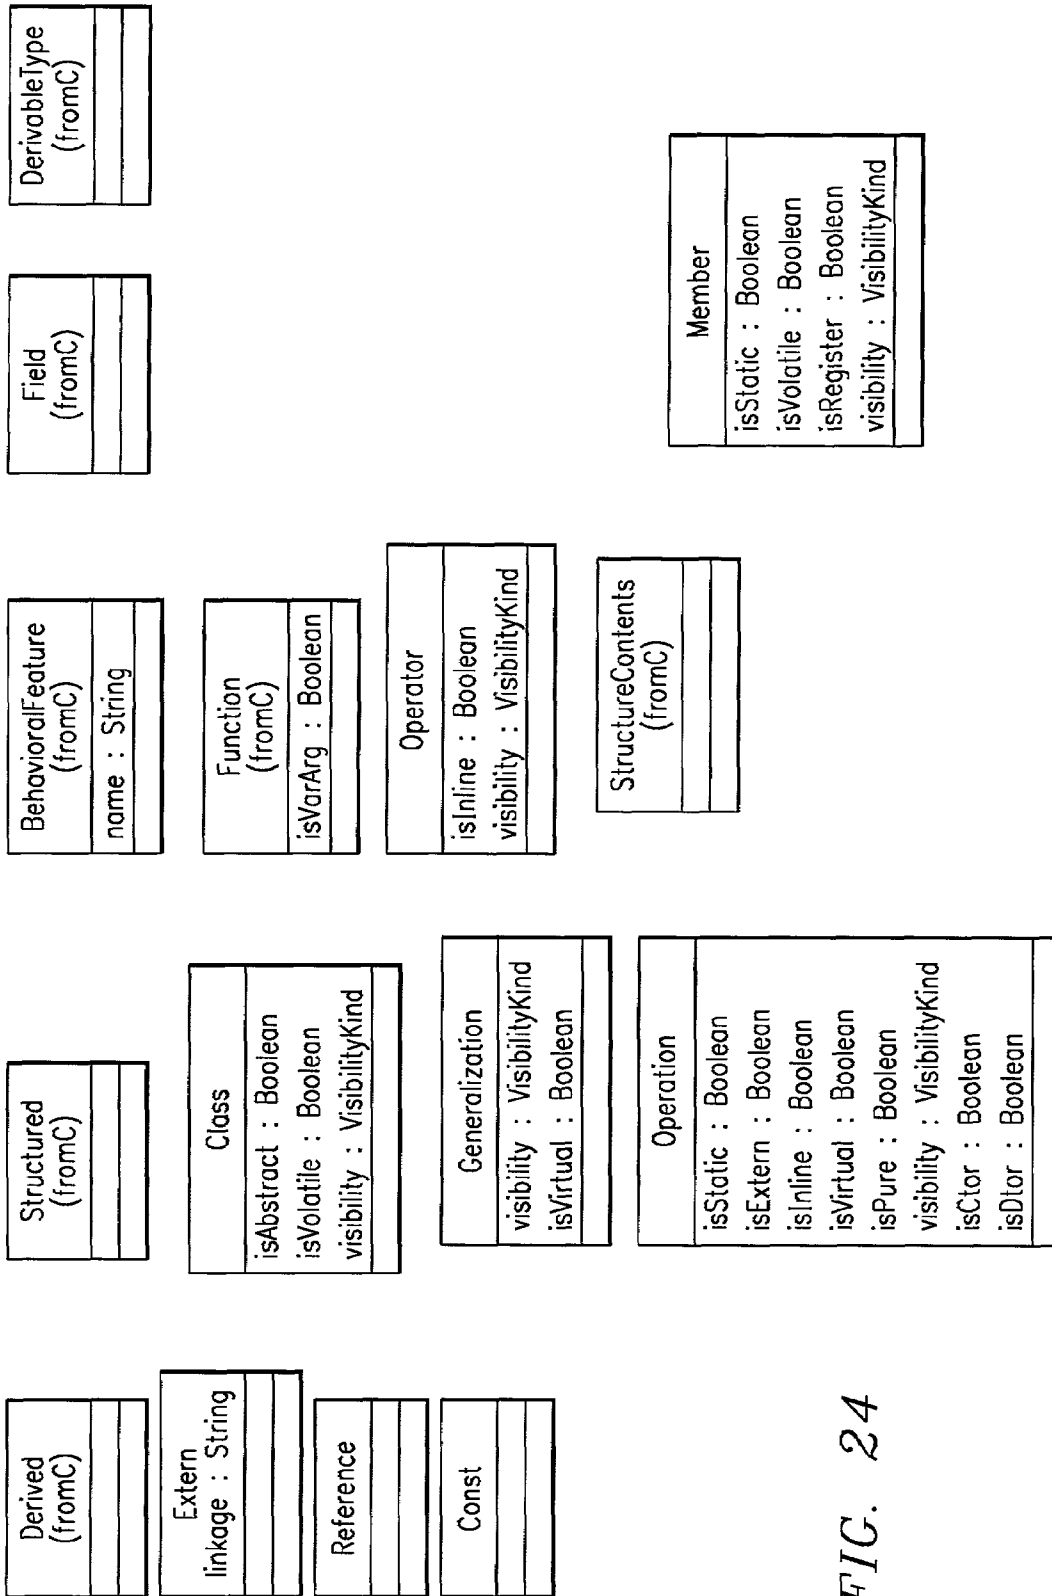 Derived
(fromC)
Extern
linkage : String
Reference
Const
Structured
(fromC)
Class
isAbstract : Boolean
isVolatile : Boolean
visibility : VisibilityKind
Generalization
visibility : VisibilityKind
isVirtual : Boolean
Operation
isStatic : Boolean
isExtern : Boolean
isInline : Boolean
isVirtual : Boolean
isPure : Boolean
visibility : VisibilityKind
isCtor : Boolean
isDtor : Boolean
BehavioralFeature
(fromC)
name : String
Function
(fromC)
isVarArg : Boolean
Operator
isInline : Boolean
visibility : VisibilityKind
StructureContents
(fromC)
Field
(fromC)
DerivableType
(fromC)
Member
isStatic : Boolean
isVolatile : Boolean
isRegister : Boolean
visibility : VisibilityKind
FIG. 24